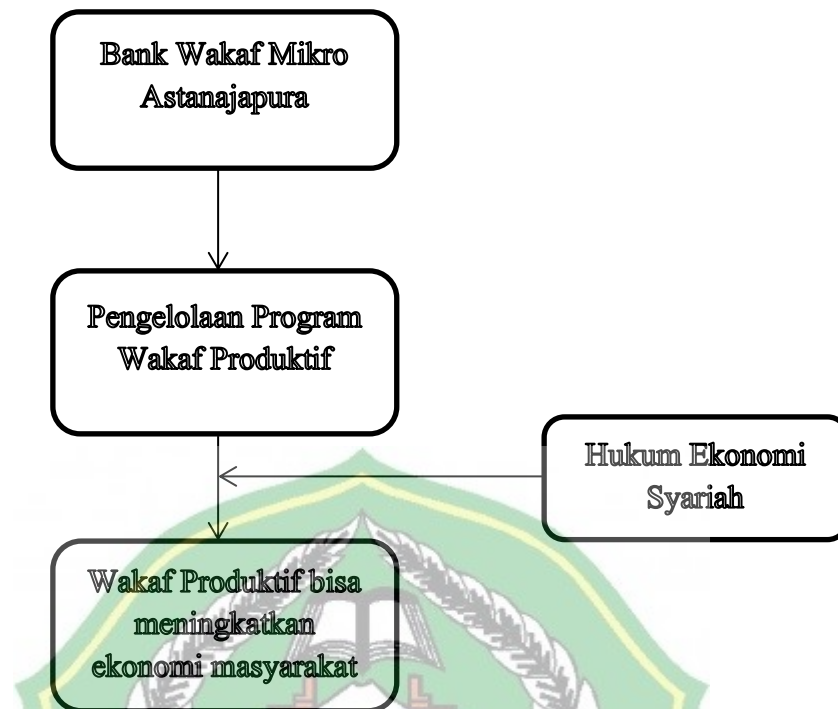 Bank Wakaf Mikro
Astanajapura
Pengelolaan Program
Wakaf Produktif
Hukum Ekonomi
Syariah
Wakaf Produktif bisa
meningkatkan
ekonomi masyarakat